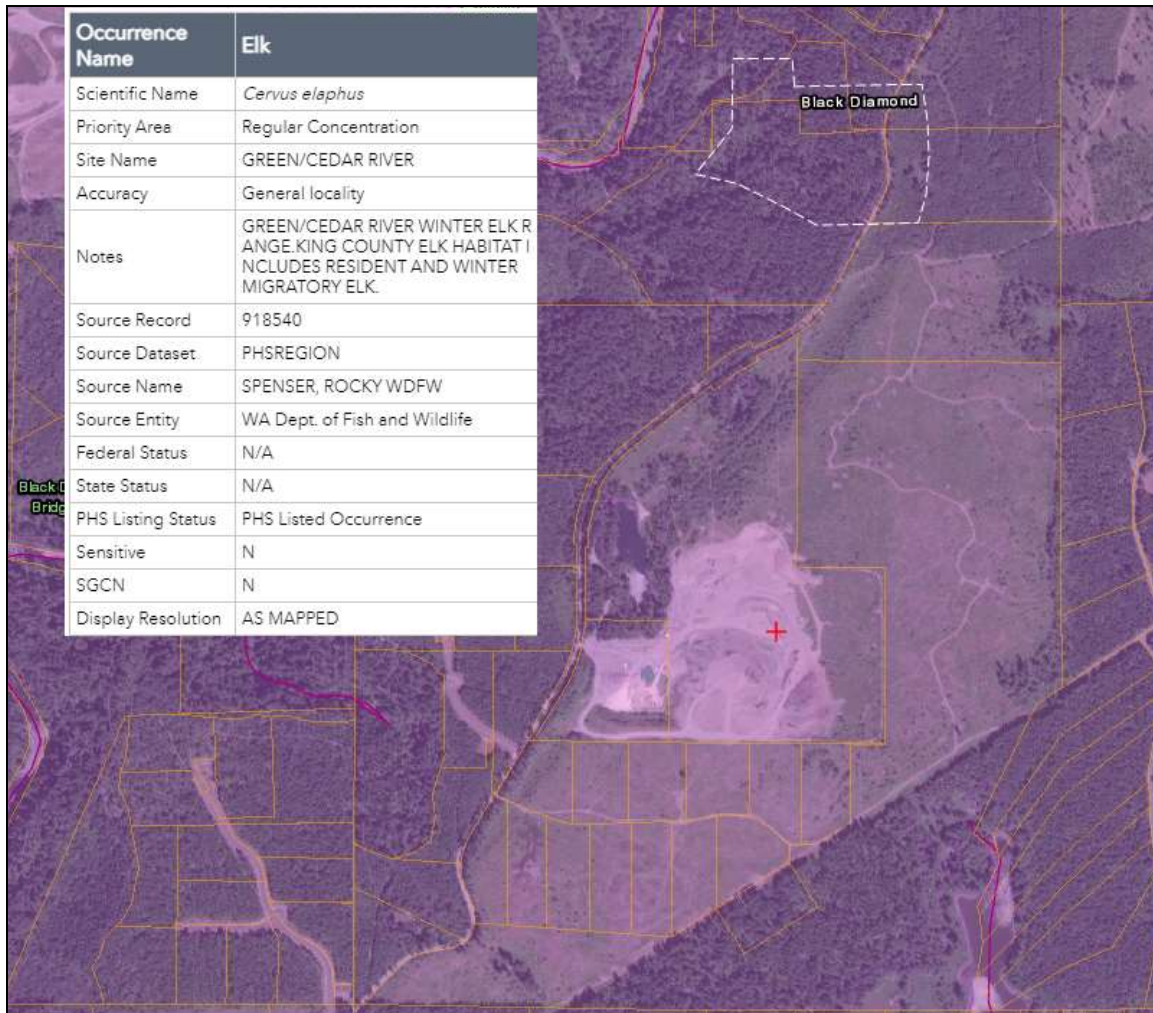 Occurrence
Name
Elk
Scientific Name
Cervus elaphus
Priority Area
Regular Concentration
Site Name
GREEN/CEDAR RIVER
Accuracy
General locality
Notes
GREEN/CEDAR RIVER WINTER ELK R
ANGE.KING COUNTY ELK HABITAT I
NCLUDES RESIDENT AND WINTER
MIGRATORY ELK.
Source Record
918540
Source Dataset
PHSREGION
Source Name
SPENSER, ROCKY WDFW
Source Entity
WA Dept. of Fish and Wildlife
Federal Status
N/A
State Status
N/A
PHS Listing Status
PHS Listed Occurrence
Sensitive
N
SGCN
N
Display Resolution
AS MAPPED
Black Diamond
Black